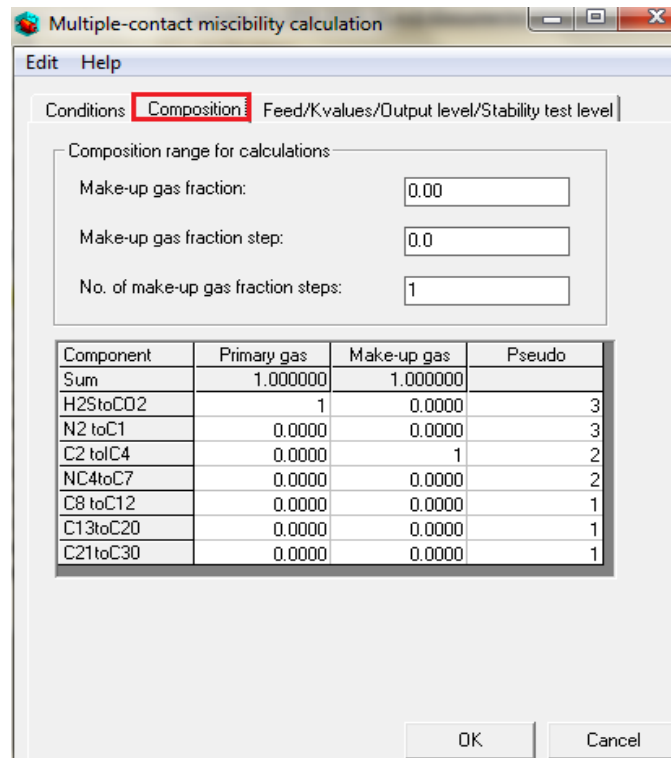 Multiple-contact miscibility calculation
Edit Help
Conditions Composition Feed/Kvalues/Output level/Stability test level
Composition range for calculations
Make-up gas fraction: 0.00
Make-up gas fraction step: 0.0
No. of make-up gas fraction steps: 1
Component Primary gas Make-up gas Pseudo
Sum 1.000000 1.000000
H2StoCO2 1 0.0000 3
N2 toC1 0.0000 0.0000 3
C2 toIC4 0.0000 1 2
NC4toC7 0.0000 0.0000 2
C8 toC12 0.0000 0.0000 1
C13toC20 0.0000 0.0000 1
C21toC30 0.0000 0.0000 1
OK Cancel